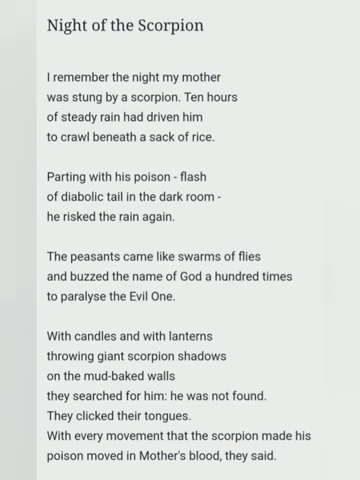 Night of the Scorpion
I remember the night my mother
was stung by a scorpion. Ten hours
of steady rain had driven him
to crawl beneath a sack of rice.
Parting with his poison - flash
of diabolic tail in the dark room -
he risked the rain again.
The peasants came like swarms of flies
and buzzed the name of God a hundred times
to paralyse the Evil One.
With candles and with lanterns
throwing giant scorpion shadows
on the mud-baked walls
they searched for him: he was not found.
They clicked their tongues.
With every movement that the scorpion made his
poison moved in Mother's blood, they said.